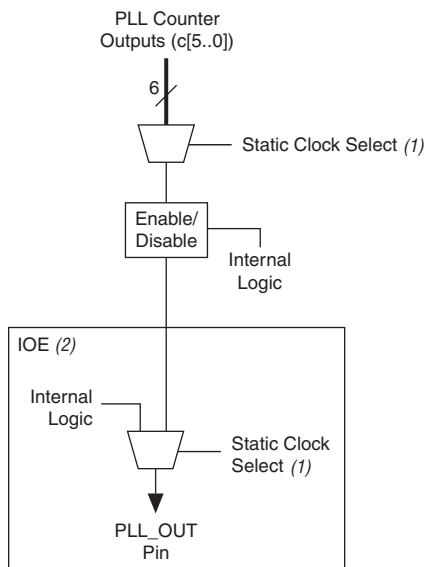 PLL Counter
Outputs (c[5..0])
6
Static Clock Select (1)
Enable/
Disable
Internal
Logic
IOE (2)
Internal
Logic
Static Clock
Select (1)
PLL_OUT
Pin